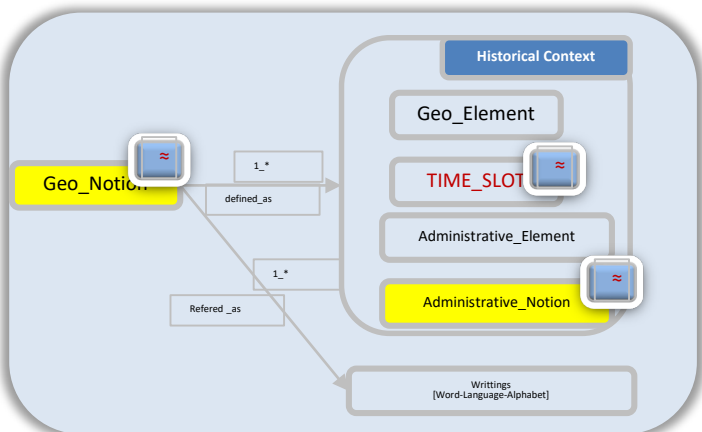 Historical Context
Geo_Element
≈
1_*
Geo_Notion
≈
TIME_SLOT
defined_as
Administrative_Element
1_*
≈
Administrative_Notion
Refered _as
Writtings
[Word-Language-Alphabet]